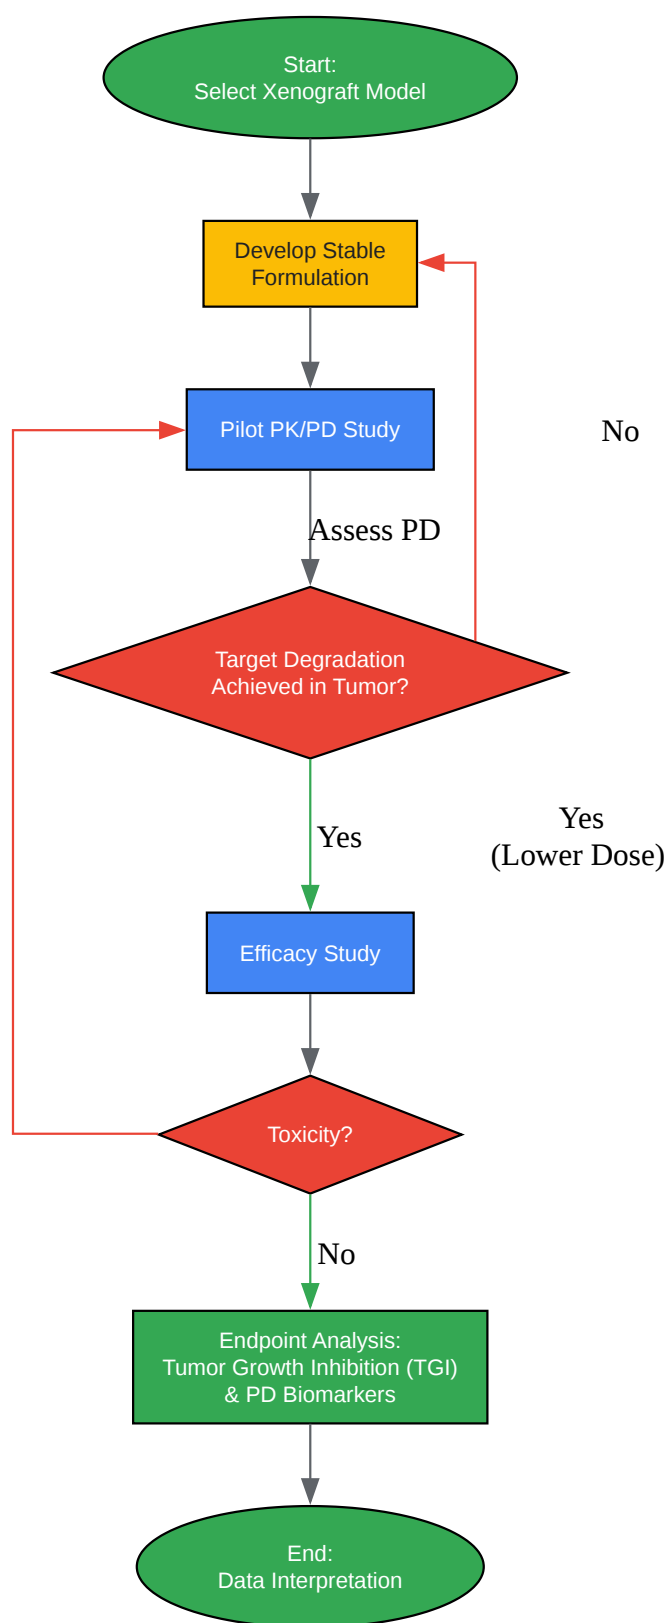 Start:
Select Xenograft Model
Develop Stable
Formulation
Pilot PK/PD Study
No
Assess PD
Target Degradation
Achieved in Tumor?
Yes
Yes
(Lower Dose)
Efficacy Study
Toxicity?
No
Endpoint Analysis:
Tumor Growth Inhibition (TGI)
& PD Biomarkers
End:
Data Interpretation